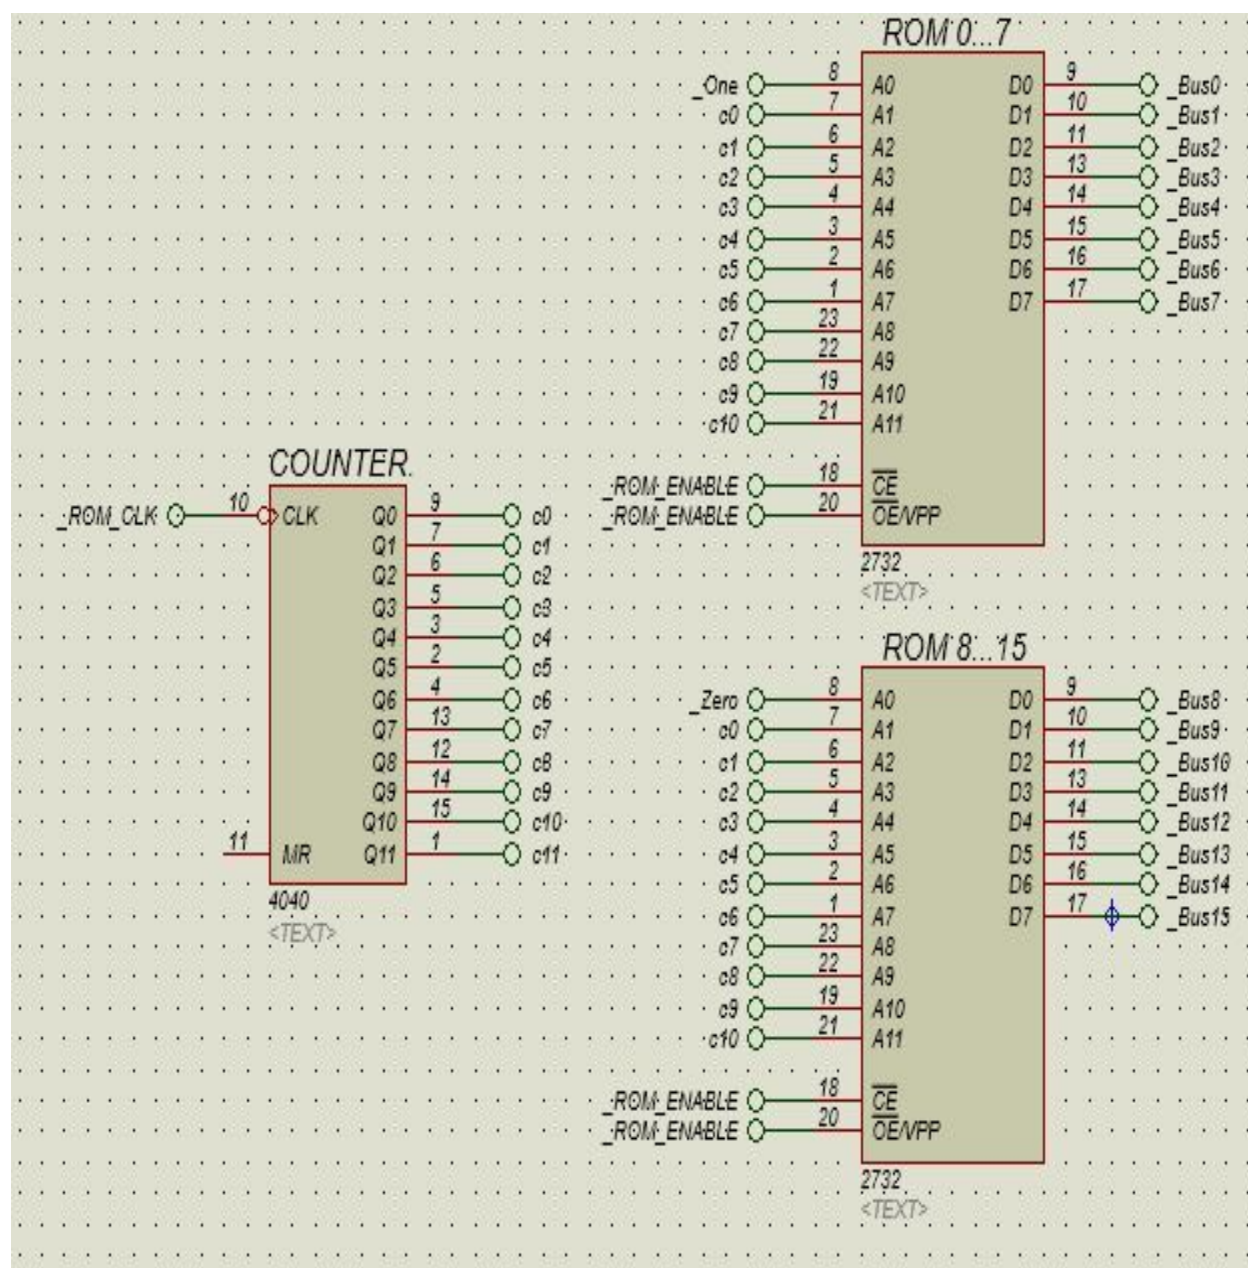 ROM 0...7
_One 8 A0 D0 9 _Bus0
c0 7 A1 D1 10 _Bus1
c1 6 A2 D2 11 _Bus2
c2 5 A3 D3 13 _Bus3
c3 4 A4 D4 14 _Bus4
c4 3 A5 D5 15 _Bus5
c5 2 A6 D6 16 _Bus6
c6 1 A7 D7 17 _Bus7
c7 23 A8
c8 22 A9
c9 19 A10
c10 21 A11
_ROM_ENABLE 18 CE
_ROM_ENABLE 20 OE/VPP
2732
<TEXT>
COUNTER
_ROM_CLK 10 CLK Q0 9 c0
Q1 7 c1
Q2 6 c2
Q3 5 c3
Q4 3 c4
Q5 2 c5
Q6 4 c6
Q7 13 c7
Q8 12 c8
Q9 14 c9
Q10 15 c10
11 MR Q11 1 c11
4040
<TEXT>
ROM 8...15
_Zero 8 A0 D0 9 _Bus8
c0 7 A1 D1 10 _Bus9
c1 6 A2 D2 11 _Bus10
c2 5 A3 D3 13 _Bus11
c3 4 A4 D4 14 _Bus12
c4 3 A5 D5 15 _Bus13
c5 2 A6 D6 16 _Bus14
c6 1 A7 D7 17 _Bus15
c7 23 A8
c8 22 A9
c9 19 A10
c10 21 A11
_ROM_ENABLE 18 CE
_ROM_ENABLE 20 OE/VPP
2732
<TEXT>